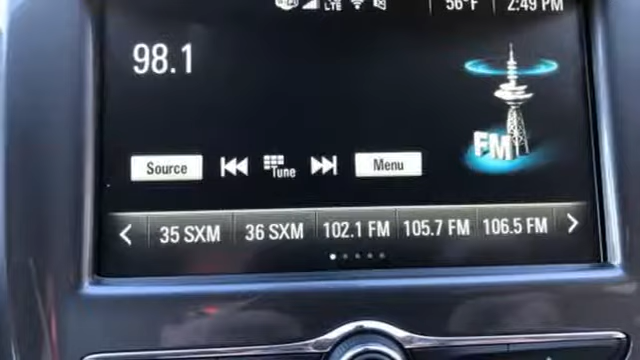 LTE 56°F 2:49 PM
98.1
FM
Source Tune Menu
35 SXM 36 SXM 102.1 FM 105.7 FM 106.5 FM